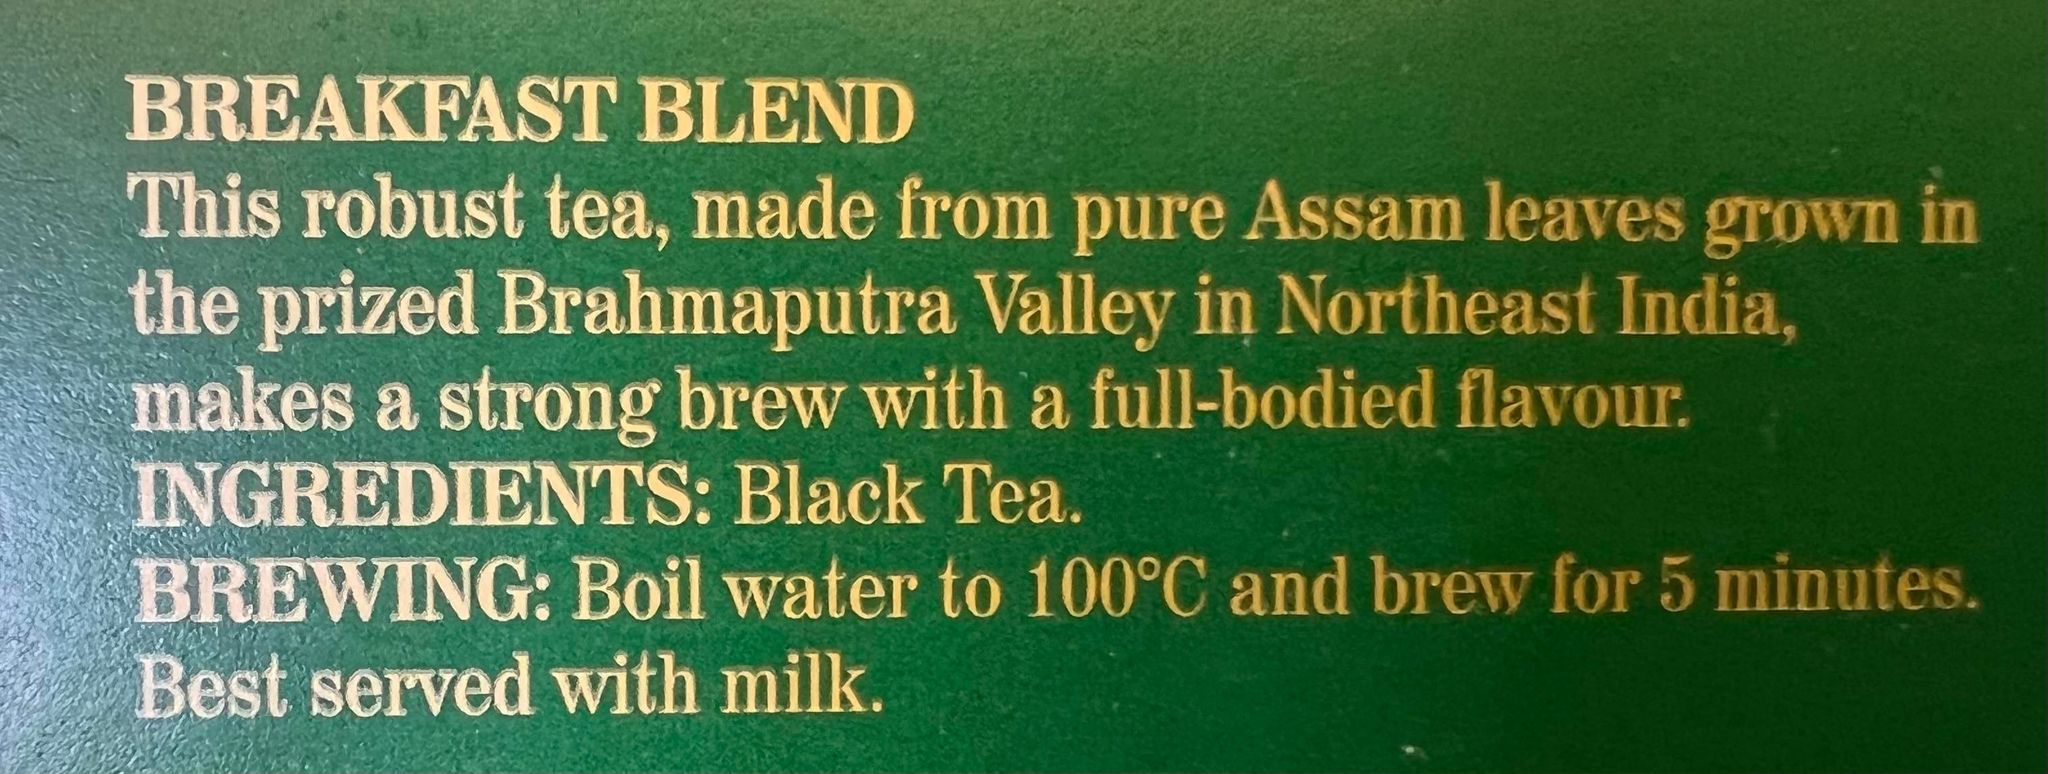 BREAKFAST BLEND
This robust tea, made from pure Assam leaves grown in
the prized Brahmaputra Valley in Northeast India,
makes a strong brew with a full-bodied flavour.
INGREDIENTS: Black Tea.
BREWING: Boil water to 100°C and brew for 5 minutes.
Best served with milk.